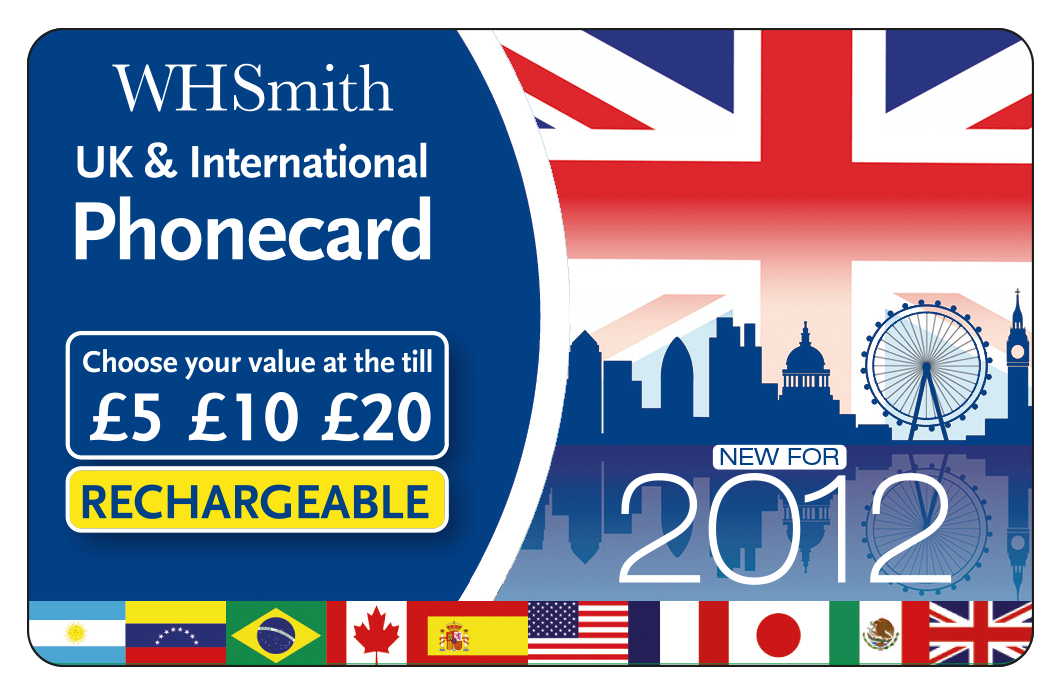 WHSmith
UK & International
Phonecard
Choose your value at the till
£5 £10 £20
RECHARGEABLE
NEW FOR
2012